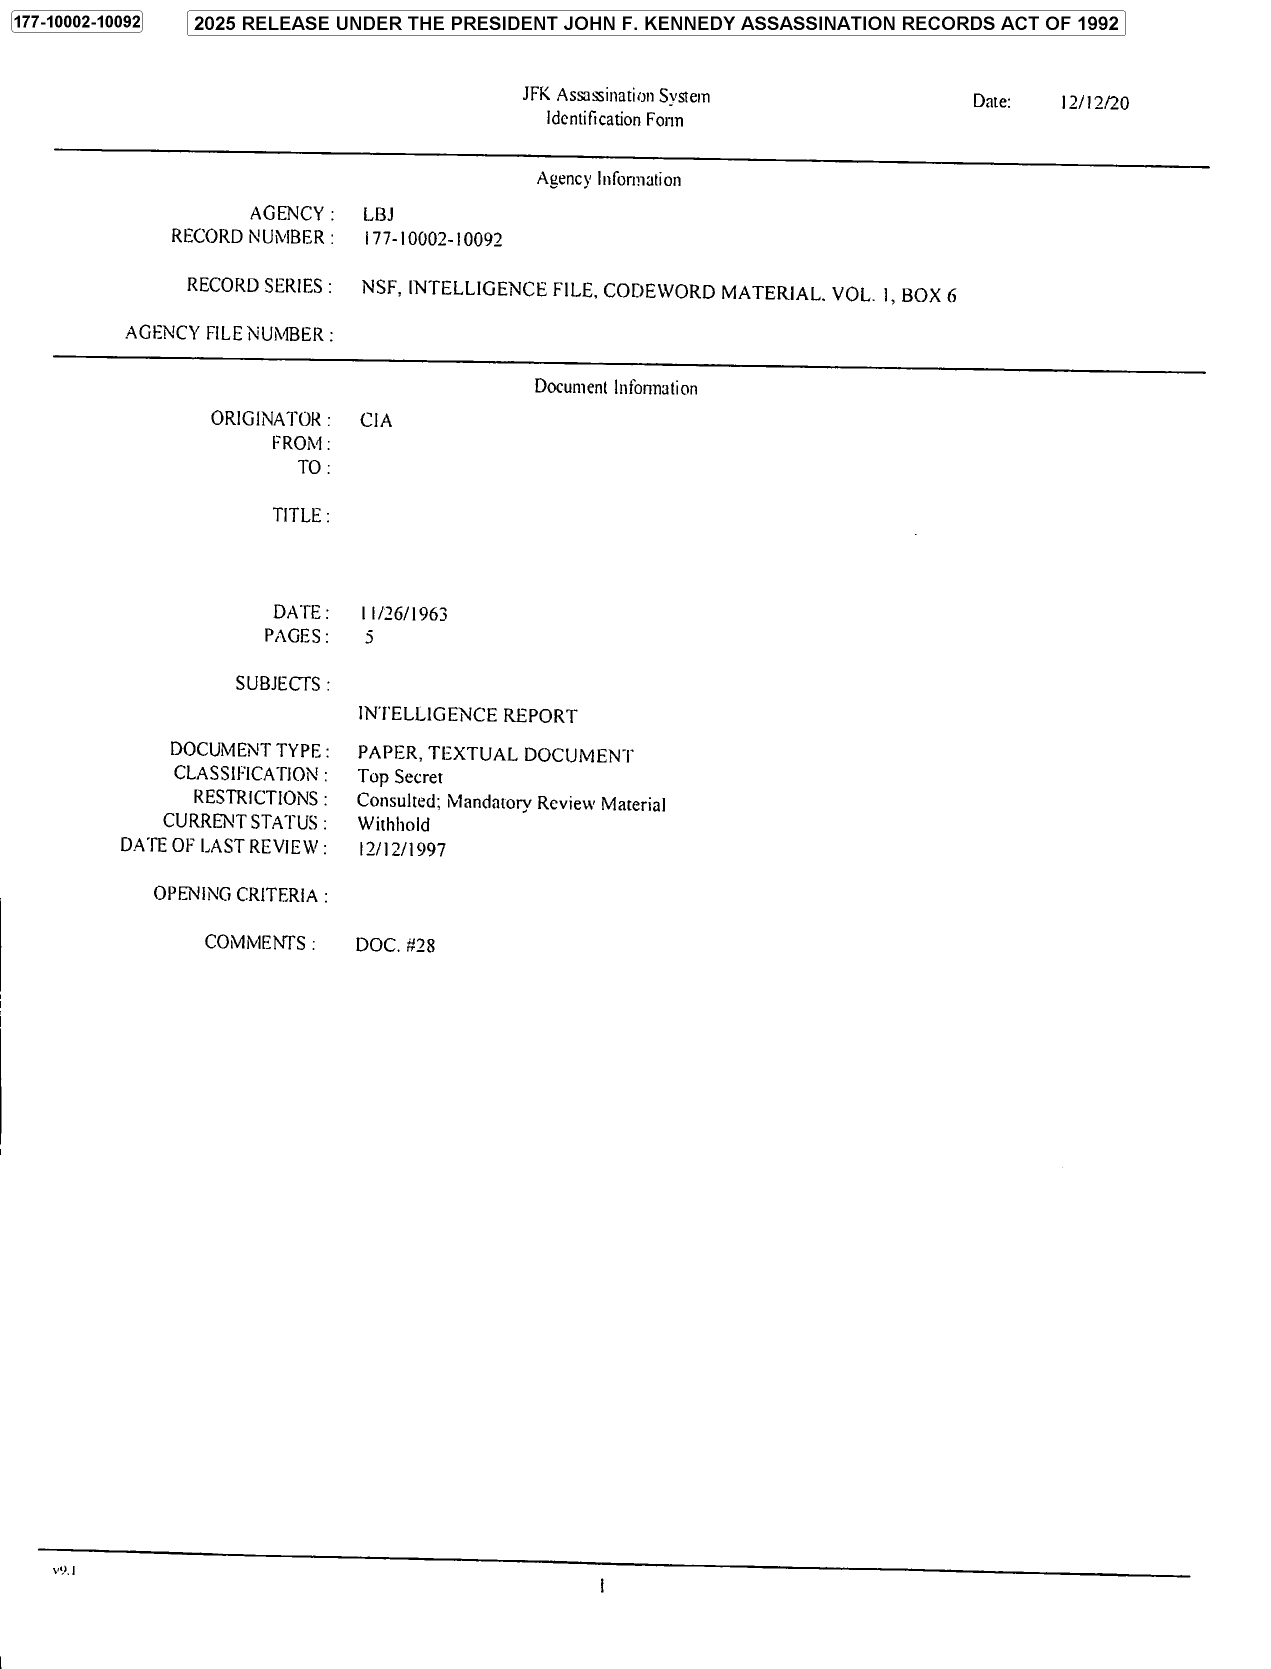 177-10002-10092
2025 RELEASE UNDER THE PRESIDENT JOHN F. KENNEDY ASSASSINATION RECORDS ACT OF 1992
JFK Assassination System
Identification Form
Date: 12/12/20
Agency Information
AGENCY : LBJ
RECORD NUMBER : 177-10002-10092
RECORD SERIES : NSF, INTELLIGENCE FILE, CODEWORD MATERIAL. VOL. 1, BOX 6
AGENCY FILE NUMBER :
Document Information
ORIGINATOR : CIA
FROM :
TO :
TITLE :
DATE : 11/26/1963
PAGES : 5
SUBJECTS :
INTELLIGENCE REPORT
DOCUMENT TYPE : PAPER, TEXTUAL DOCUMENT
CLASSIFICATION : Top Secret
RESTRICTIONS : Consulted; Mandatory Review Material
CURRENT STATUS : Withhold
DATE OF LAST REVIEW : 12/12/1997
OPENING CRITERIA :
COMMENTS : DOC. #28
v9.1
1